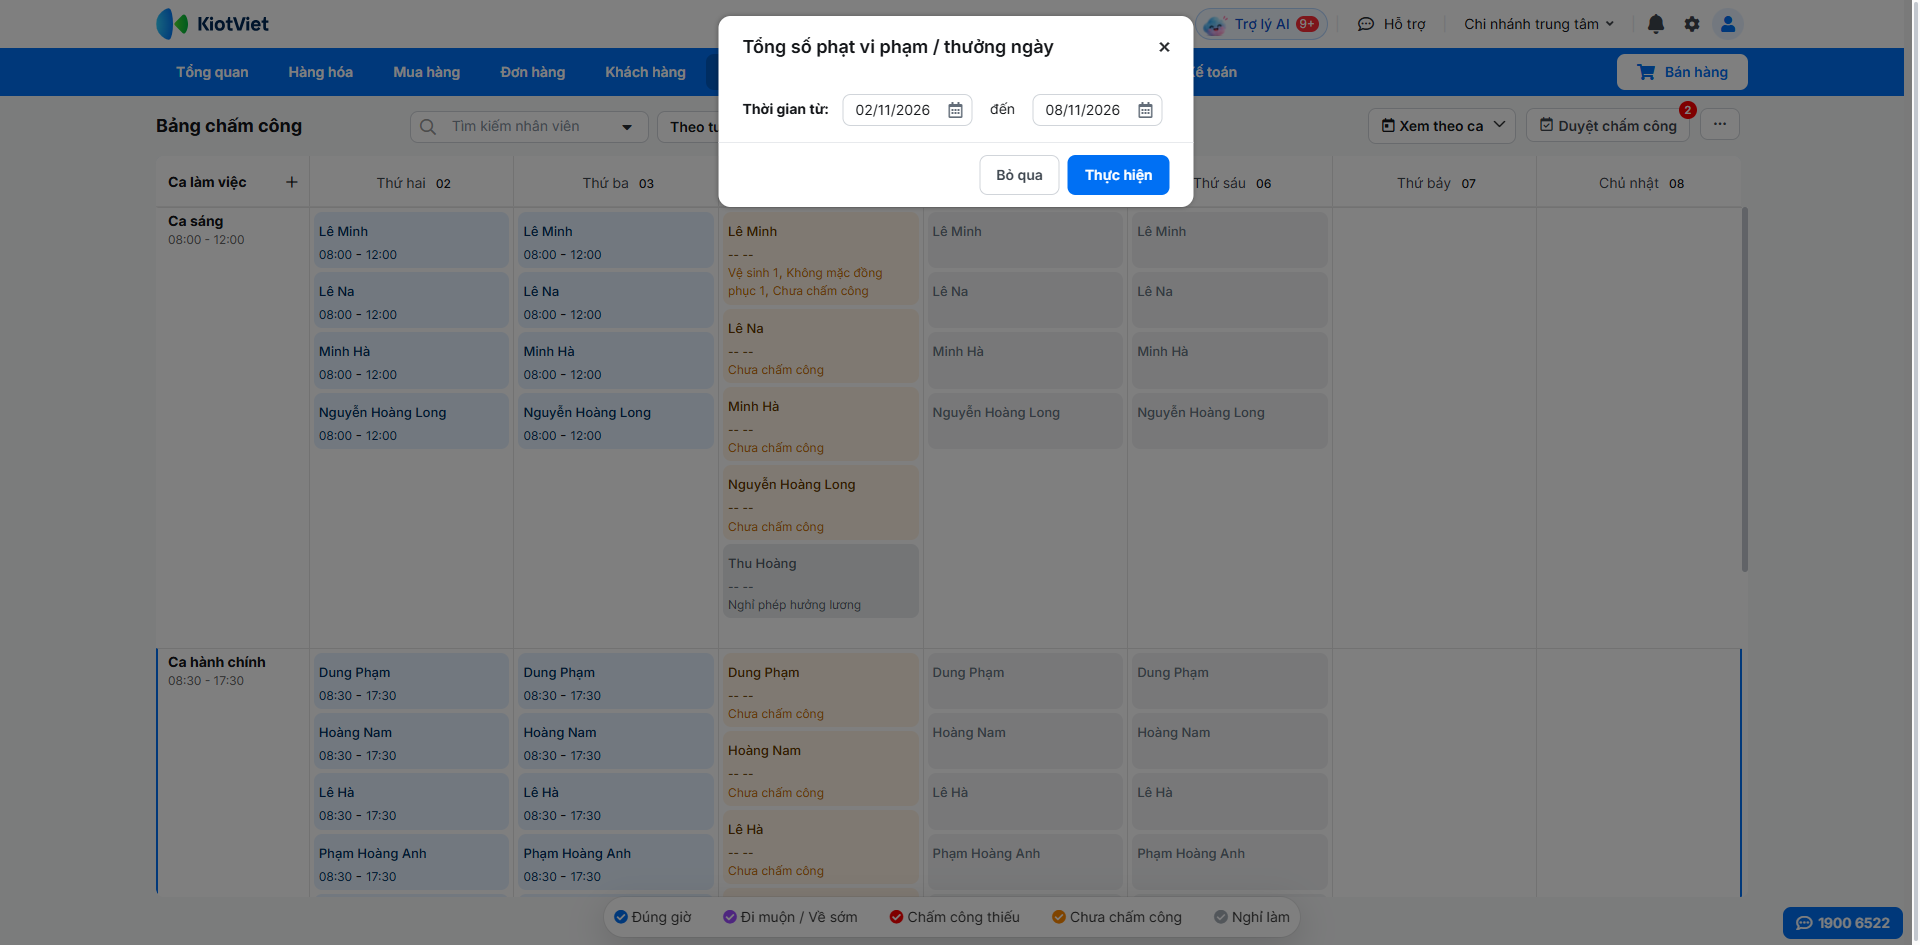 KiotViet
Trợ lý AI 9+
Hỗ trợ
Chi nhánh trung tâm
Tổng quan
Hàng hóa
Mua hàng
Đơn hàng
Khách hàng
ế toán
Bán hàng
Tổng số phạt vi phạm / thưởng ngày
Thời gian từ: 02/11/2026 đến 08/11/2026
Bỏ qua
Thực hiện
Bảng chấm công
Tìm kiếm nhân viên
Theo
Xem theo ca
Duyệt chấm công 2
Ca làm việc +
Thứ hai 02
Thứ ba 03
Thứ sáu 06
Thứ bảy 07
Chủ nhật 08
Ca sáng
08:00 - 12:00
Lê Minh
08:00 - 12:00
Lê Na
08:00 - 12:00
Minh Hà
08:00 - 12:00
Nguyễn Hoàng Long
08:00 - 12:00
Lê Minh
08:00 - 12:00
Lê Na
08:00 - 12:00
Minh Hà
08:00 - 12:00
Nguyễn Hoàng Long
08:00 - 12:00
Lê Minh
-- --
Vệ sinh 1, Không mặc đồng
phục 1, Chưa chấm công
Lê Na
-- --
Chưa chấm công
Minh Hà
-- --
Chưa chấm công
Nguyễn Hoàng Long
-- --
Chưa chấm công
Thu Hoàng
-- --
Nghỉ phép hưởng lương
Lê Minh
Lê Na
Minh Hà
Nguyễn Hoàng Long
Lê Minh
Lê Na
Minh Hà
Nguyễn Hoàng Long
Ca hành chính
08:30 - 17:30
Dung Phạm
08:30 - 17:30
Hoàng Nam
08:30 - 17:30
Lê Hà
08:30 - 17:30
Phạm Hoàng Anh
08:30 - 17:30
Dung Phạm
08:30 - 17:30
Hoàng Nam
08:30 - 17:30
Lê Hà
08:30 - 17:30
Phạm Hoàng Anh
08:30 - 17:30
Dung Phạm
-- --
Chưa chấm công
Hoàng Nam
-- --
Chưa chấm công
Lê Hà
-- --
Chưa chấm công
Dung Phạm
Hoàng Nam
Lê Hà
Phạm Hoàng Anh
Dung Phạm
Hoàng Nam
Lê Hà
Phạm Hoàng Anh
Đúng giờ
Đi muộn / Về sớm
Chấm công thiếu
Chưa chấm công
Nghỉ làm
1900 6522